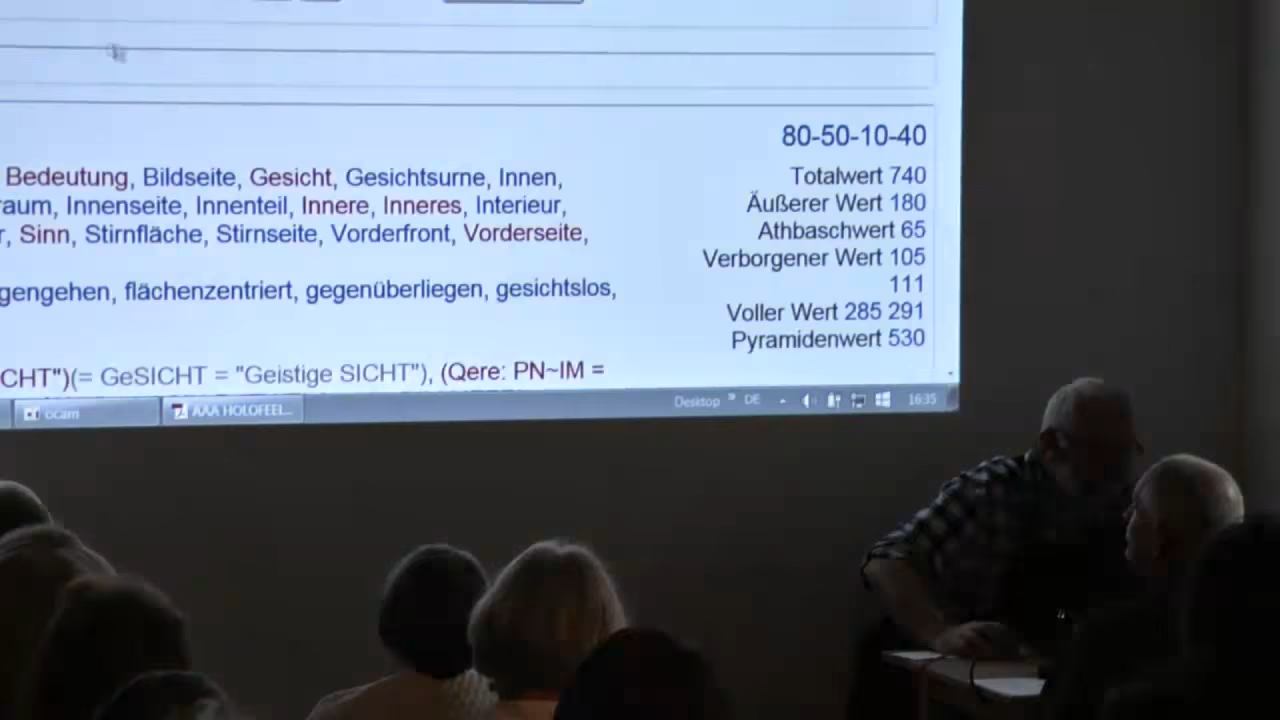 80-50-10-40
Bedeutung, Bildseite, Gesicht, Gesichtsurne, Innen,
raum, Innenseite, Innenteil, Innere, Inneres, Interieur,
r, Sinn, Stirnfläche, Stirnseite, Vorderfront, Vorderseite,
gengehen, flächenzentriert, gegenüberliegen, gesichtslos,
CHT")(= GeSICHT = "Geistige SICHT"), (Qere: PN~IM =
Totalwert 740
Äußerer Wert 180
Athbaschwert 65
Verborgener Wert 105
111
Voller Wert 285 291
Pyramidenwert 530
ocam
AAA HOLOFEEL...
Desktop » DE 16:35